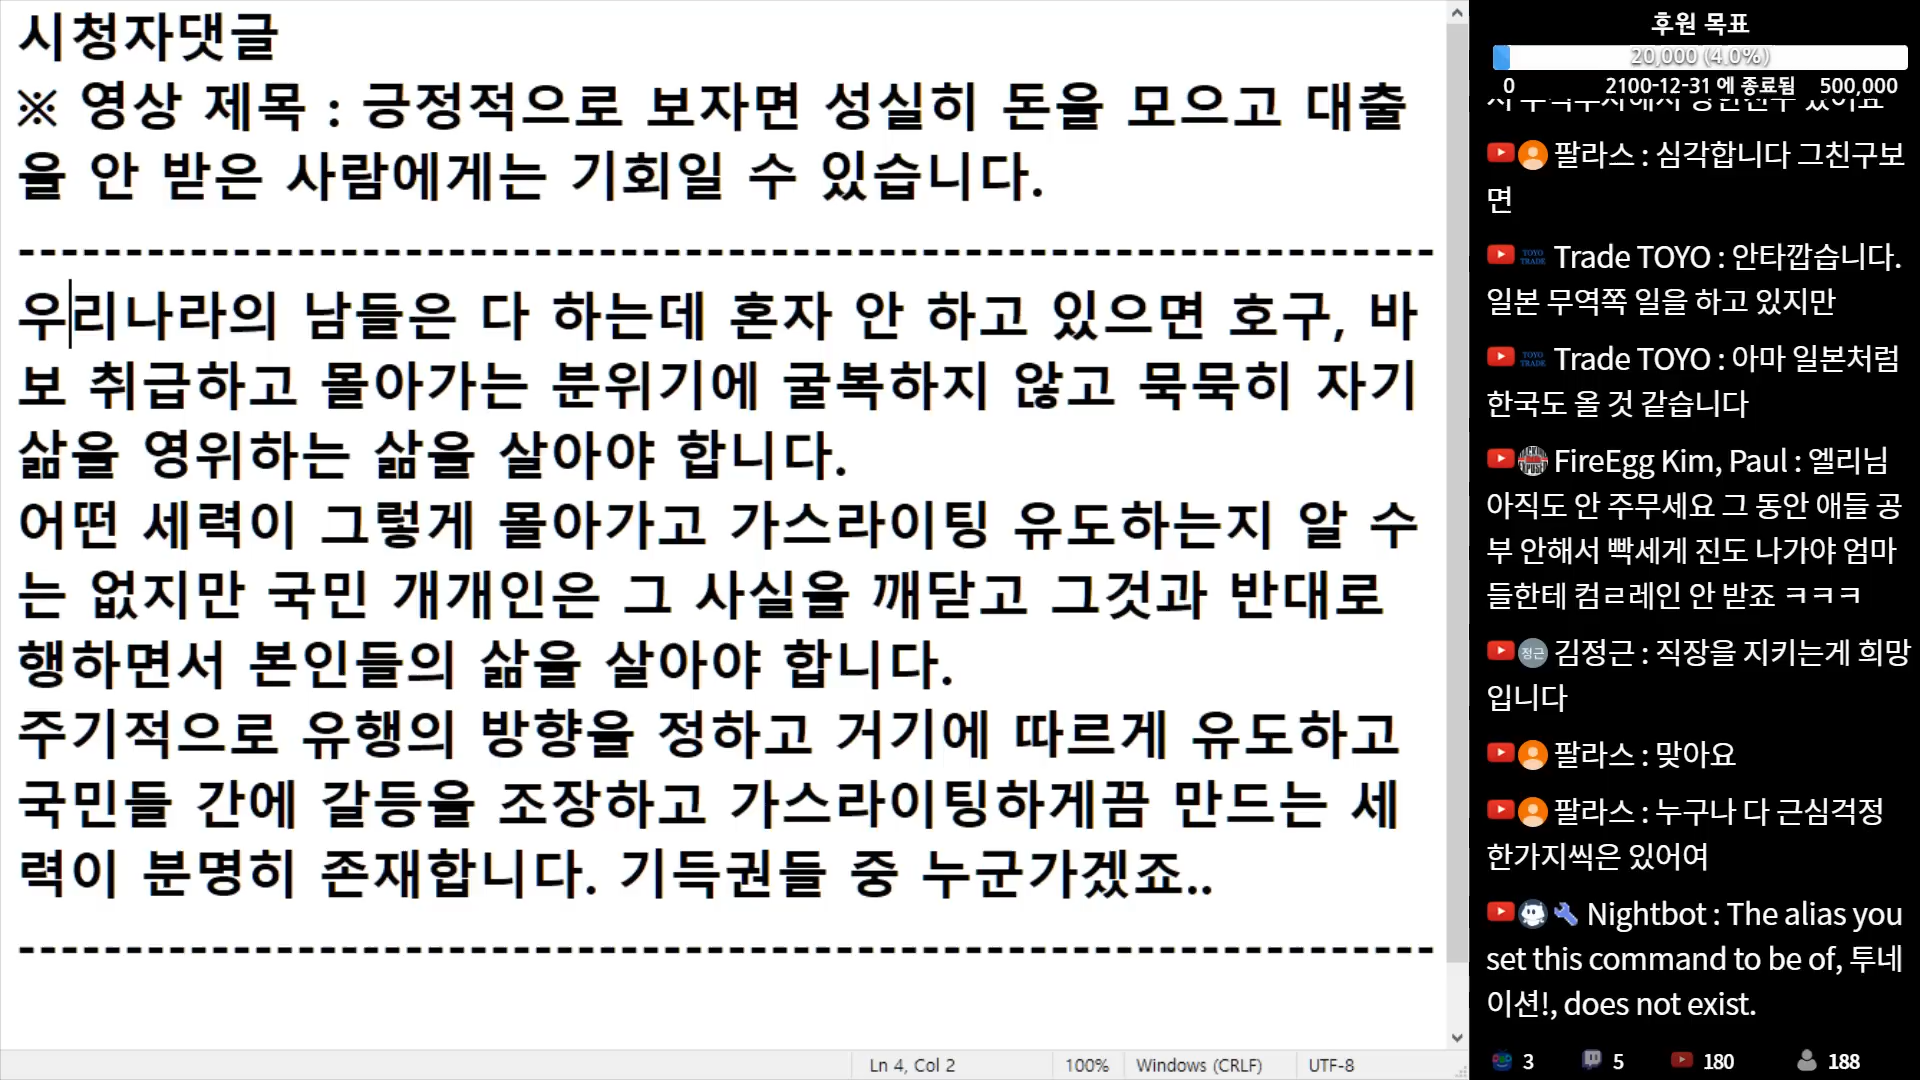 시청자댓글
※ 영상 제목 : 긍정적으로 보자면 성실히 돈을 모으고 대출
을 안 받은 사람에게는 기회일 수 있습니다.
--------------------------------------------------------------------------------
우리나라의 남들은 다 하는데 혼자 안 하고 있으면 호구, 바
보 취급하고 몰아가는 분위기에 굴복하지 않고 묵묵히 자기
삶을 영위하는 삶을 살아야 합니다.
어떤 세력이 그렇게 몰아가고 가스라이팅 유도하는지 알 수
는 없지만 국민 개개인은 그 사실을 깨닫고 그것과 반대로
행하면서 본인들의 삶을 살아야 합니다.
주기적으로 유행의 방향을 정하고 거기에 따르게 유도하고
국민들 간에 갈등을 조장하고 가스라이팅하게끔 만드는 세
력이 분명히 존재합니다. 기득권들 중 누군가겠죠..
--------------------------------------------------------------------------------
Ln 4, Col 2
100%
Windows (CRLF)
UTF-8
후원 목표
20,000 (4.0%)
0 2100-12-31 에 종료됨 500,000
팔라스 : 심각합니다 그친구보
면
TOYO TRADE Trade TOYO : 안타깝습니다.
일본 무역쪽 일을 하고 있지만
TOYO TRADE Trade TOYO : 아마 일본처럼
한국도 올 것 같습니다
FireEgg Kim, Paul : 엘리님
아직도 안 주무세요 그 동안 애들 공
부 안해서 빡세게 진도 나가야 엄마
들한테 컴ㄹ레인 안 받죠 ㅋㅋㅋ
정근 김정근 : 직장을 지키는게 희망
입니다
팔라스 : 맞아요
팔라스 : 누구나 다 근심걱정
한가지씩은 있어여
Nightbot : The alias you
set this command to be of, 투네
이션!, does not exist.
3 5 180 188